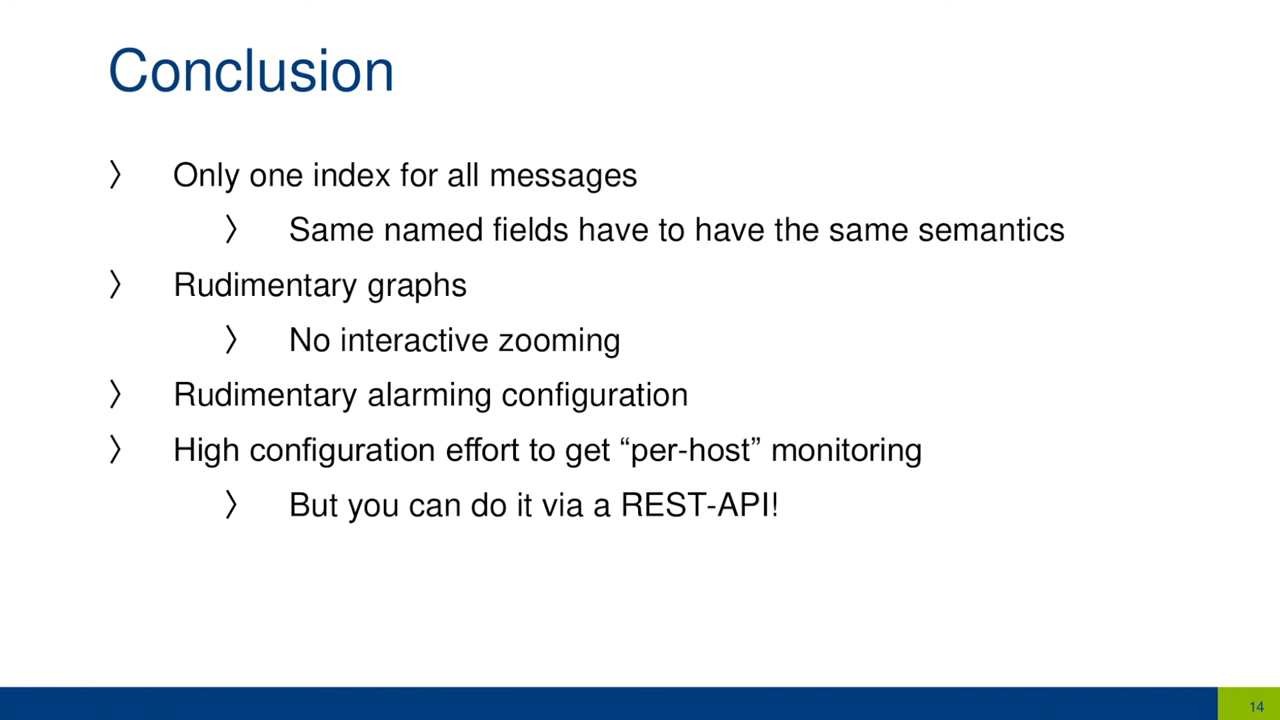 Conclusion
〉 Only one index for all messages
〉 Same named fields have to have the same semantics
〉 Rudimentary graphs
〉 No interactive zooming
〉 Rudimentary alarming configuration
〉 High configuration effort to get “per-host” monitoring
〉 But you can do it via a REST-API!
14